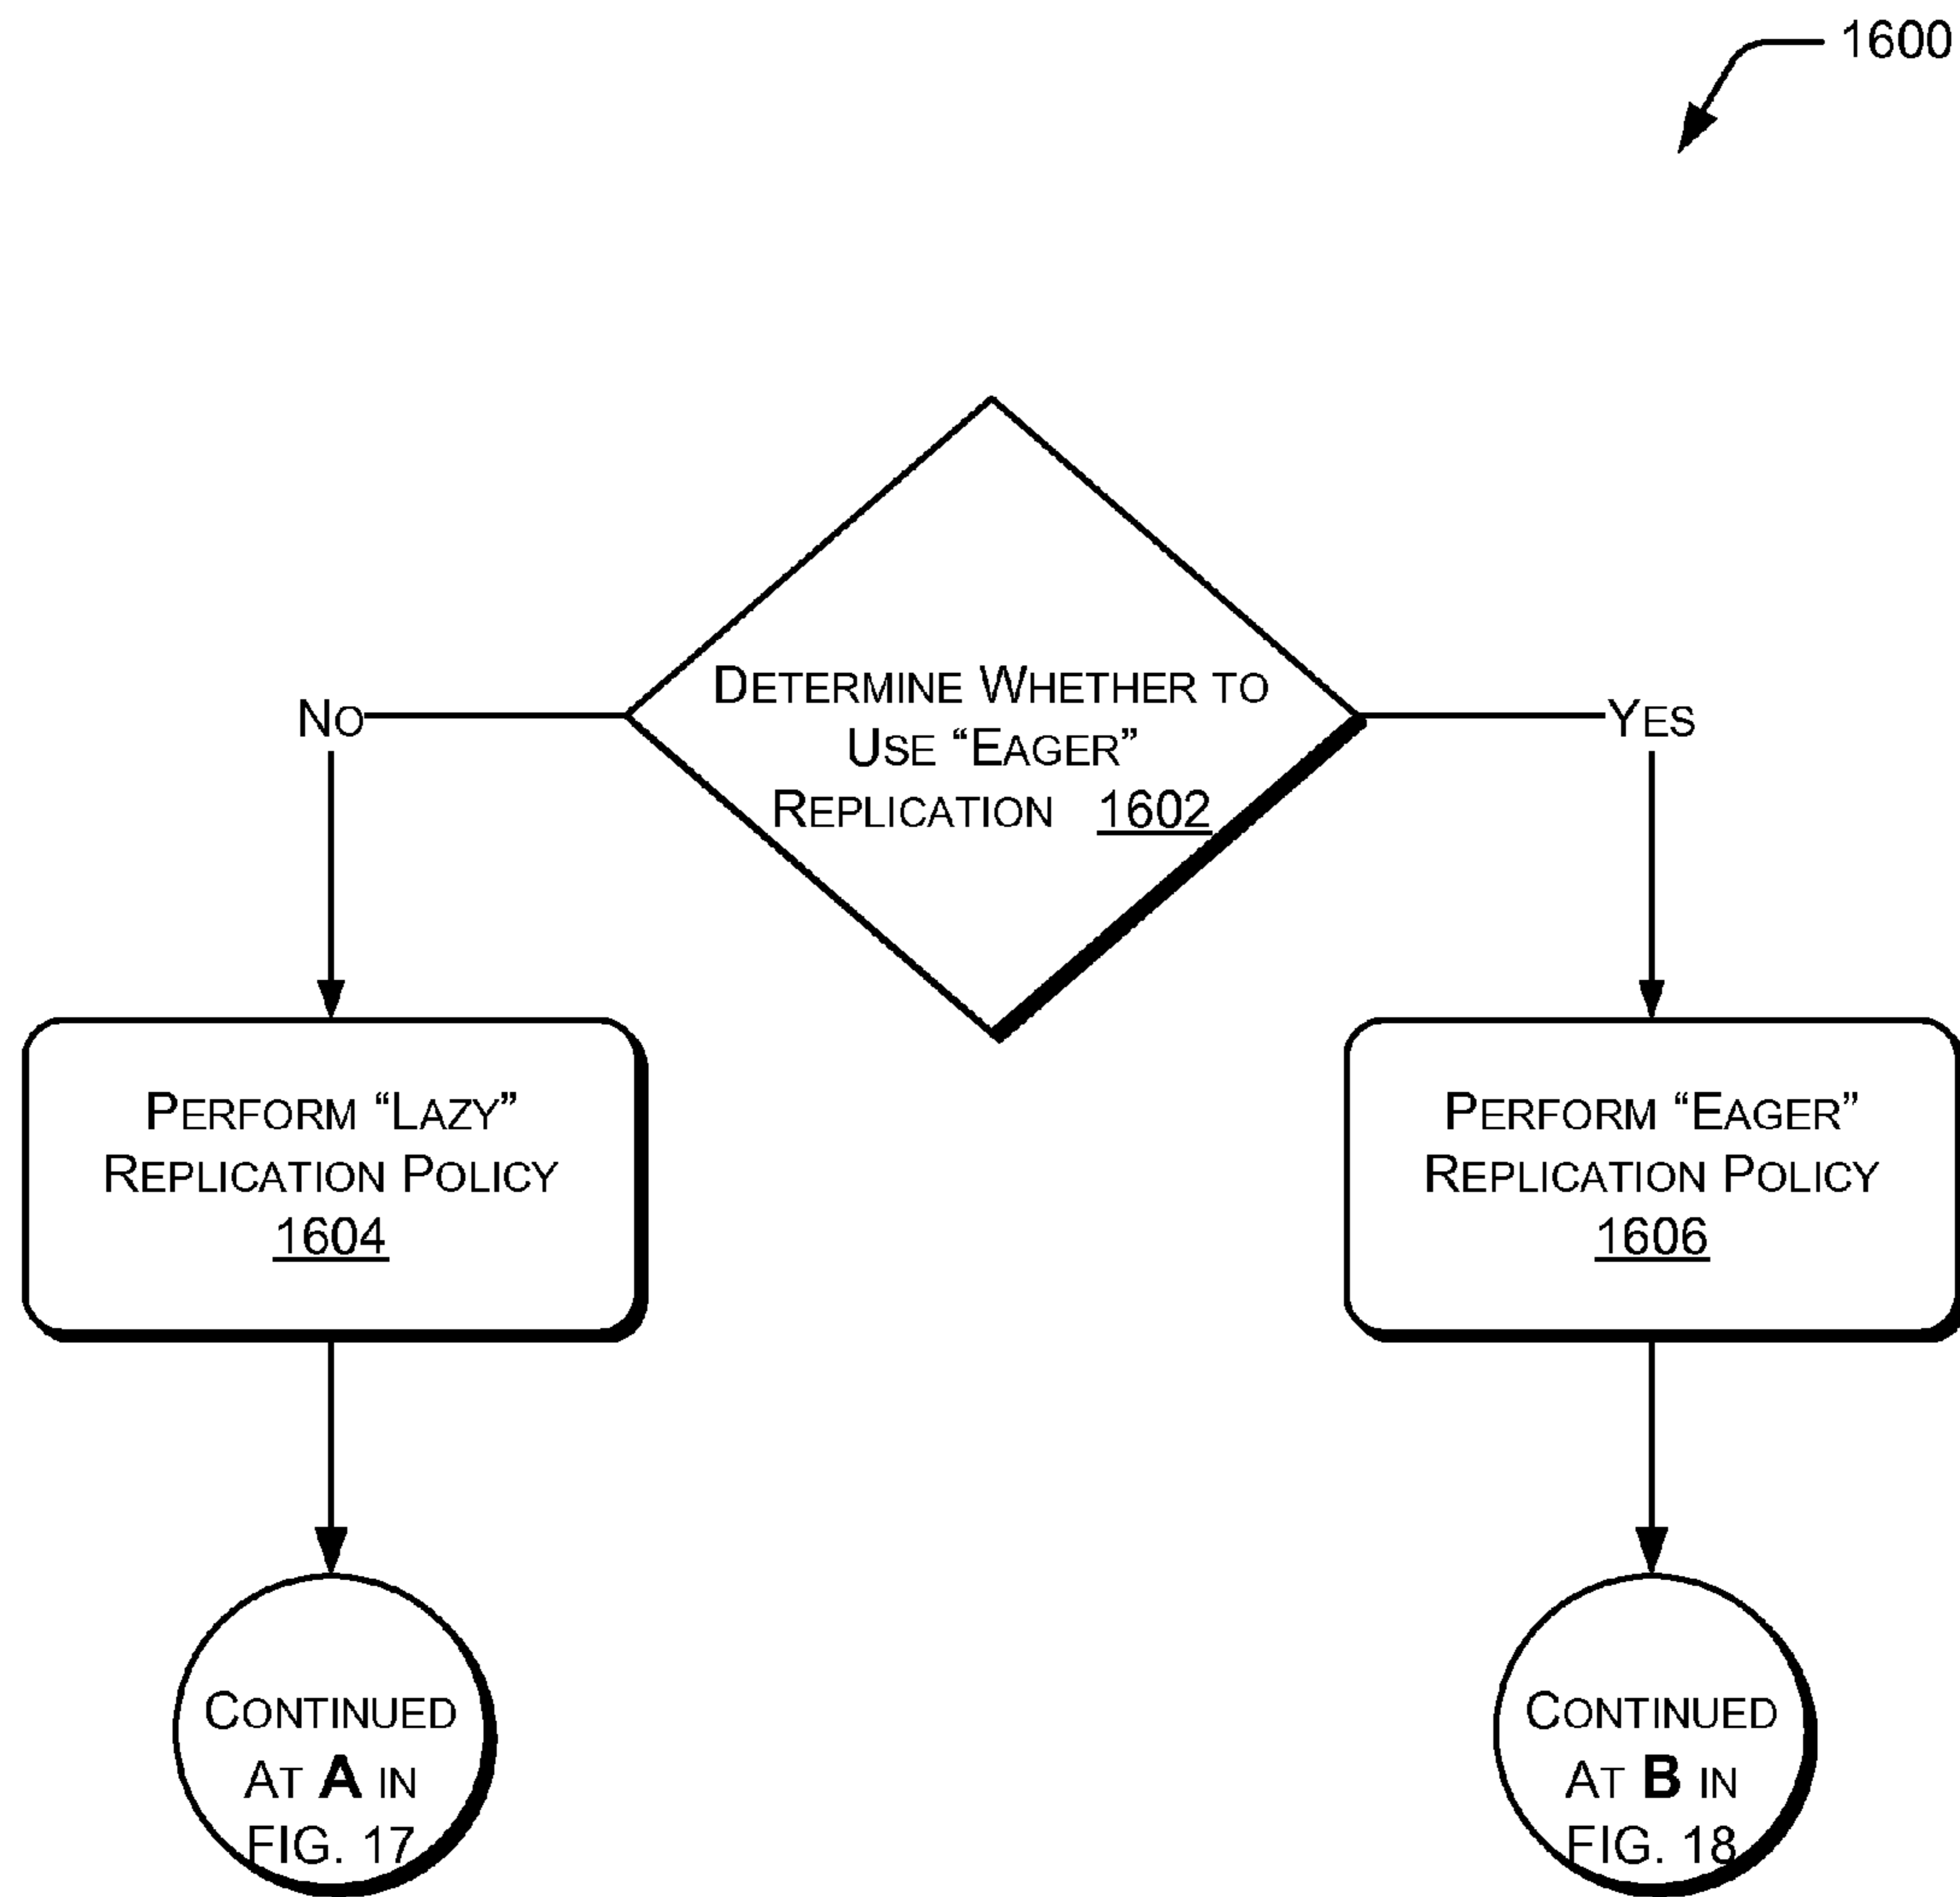 1600
DETERMINE WHETHER TO
USE “EAGER”
REPLICATION 1602
NO
YES
PERFORM “LAZY”
REPLICATION POLICY
1604
PERFORM “EAGER”
REPLICATION POLICY
1606
CONTINUED
AT A IN
FIG. 17
CONTINUED
AT B IN
FIG. 18